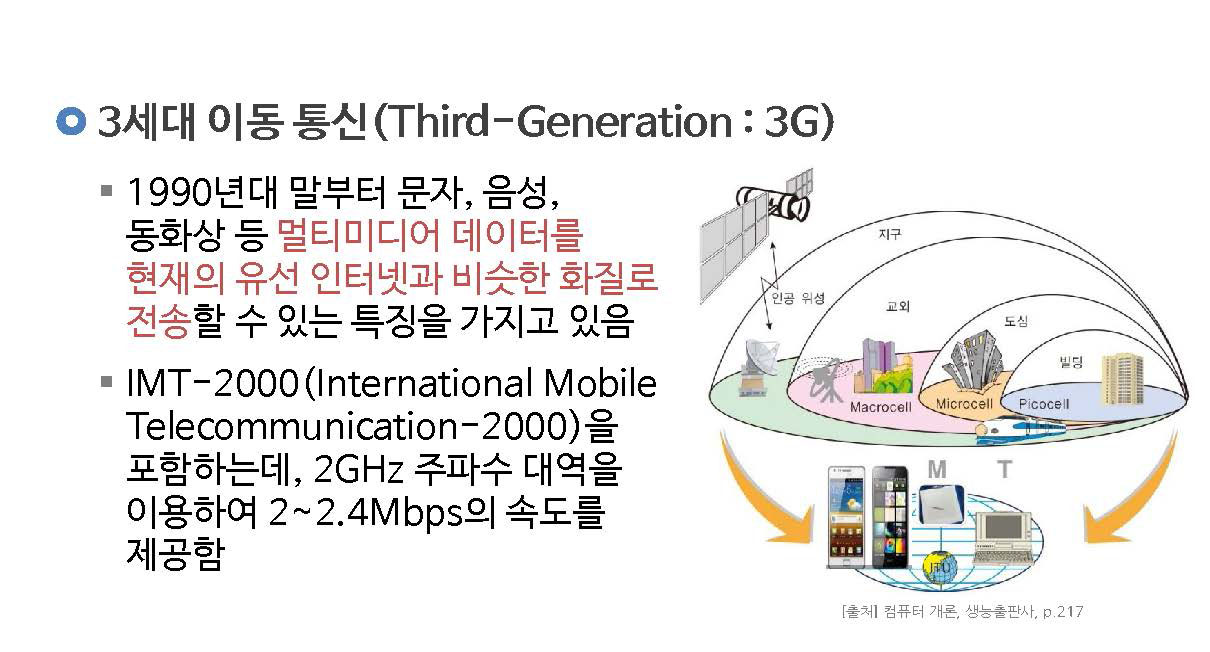 3세대 이동 통신(Third-Generation : 3G)
1990년대 말부터 문자, 음성,
동화상 등 멀티미디어 데이터를
현재의 유선 인터넷과 비슷한 화질로
전송할 수 있는 특징을 가지고 있음
IMT-2000(International Mobile
Telecommunication-2000)을
포함하는데, 2GHz 주파수 대역을
이용하여 2~2.4Mbps의 속도를
제공함
지구
인공 위성
교외
도심
빌딩
Macrocell
Microcell
Picocell
M T
ITU
[출처] 컴퓨터 개론, 생능출판사, p.217